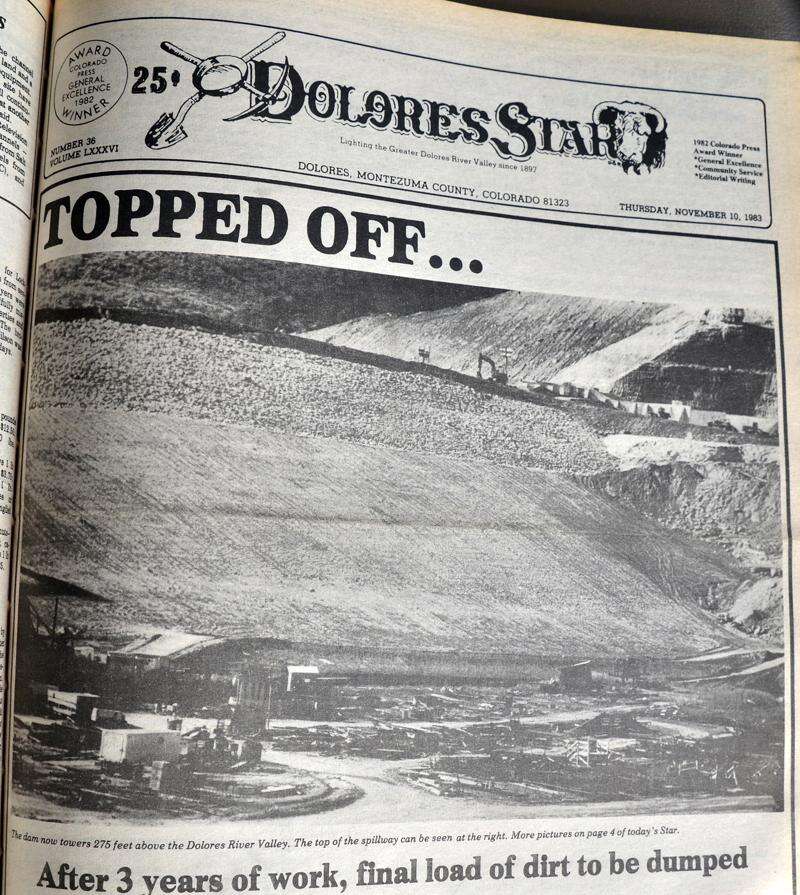 AWARD
COLORADO
PRESS
GENERAL
EXCELLENCE
1982
WINNER
25¢
DOLORES STAR
Lighting the Greater Dolores River Valley since 1897
1982 Colorado Press
Award Winner
*General Excellence
*Community Service
*Editorial Writing
NUMBER 36
VOLUME LXXXVI
DOLORES, MONTEZUMA COUNTY, COLORADO 81323
THURSDAY, NOVEMBER 10, 1983
TOPPED OFF...
The dam now towers 275 feet above the Dolores River Valley. The top of the spillway can be seen at the right. More pictures on page 4 of today's Star.
After 3 years of work, final load of dirt to be dumped